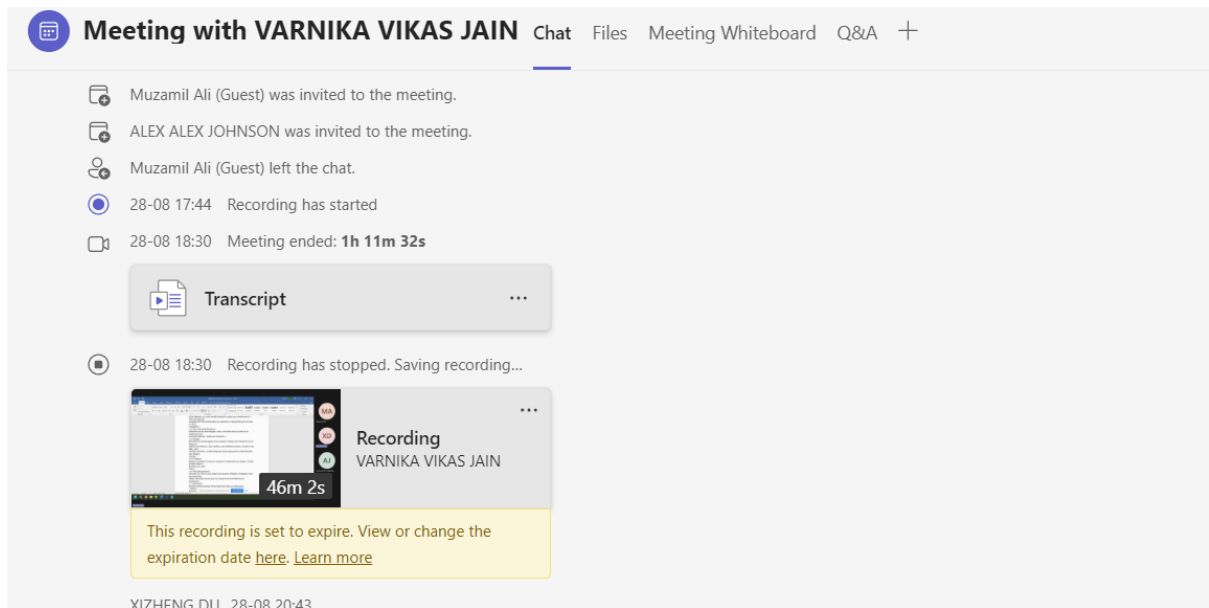 Meeting with VARNIKA VIKAS JAIN Chat Files Meeting Whiteboard Q&A
Muzamil Ali (Guest) was invited to the meeting.
ALEX ALEX JOHNSON was invited to the meeting.
Muzamil Ali (Guest) left the chat.
28-08 17:44 Recording has started
28-08 18:30 Meeting ended: 1h 11m 32s
Transcript
28-08 18:30 Recording has stopped. Saving recording...
MA
XD
AJ
46m 2s
Recording
VARNIKA VIKAS JAIN
This recording is set to expire. View or change the
expiration date here. Learn more
XIZHENG DU 28-08 20:43